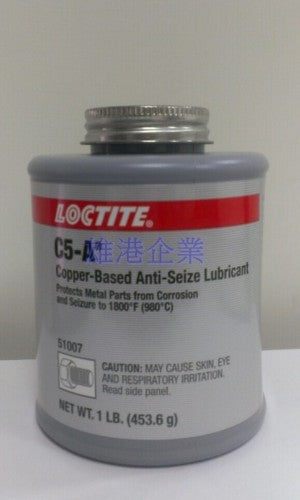 LOCTITE®
C5-A®
雄港企業
Copper-Based Anti-Seize Lubricant
Protects Metal Parts from Corrosion
and Seizure to 1800°F (980°C)
51007
CAUTION: MAY CAUSE SKIN, EYE
AND RESPIRATORY IRRITATION.
Read side panel.
NET WT. 1 LB. (453.6 g)